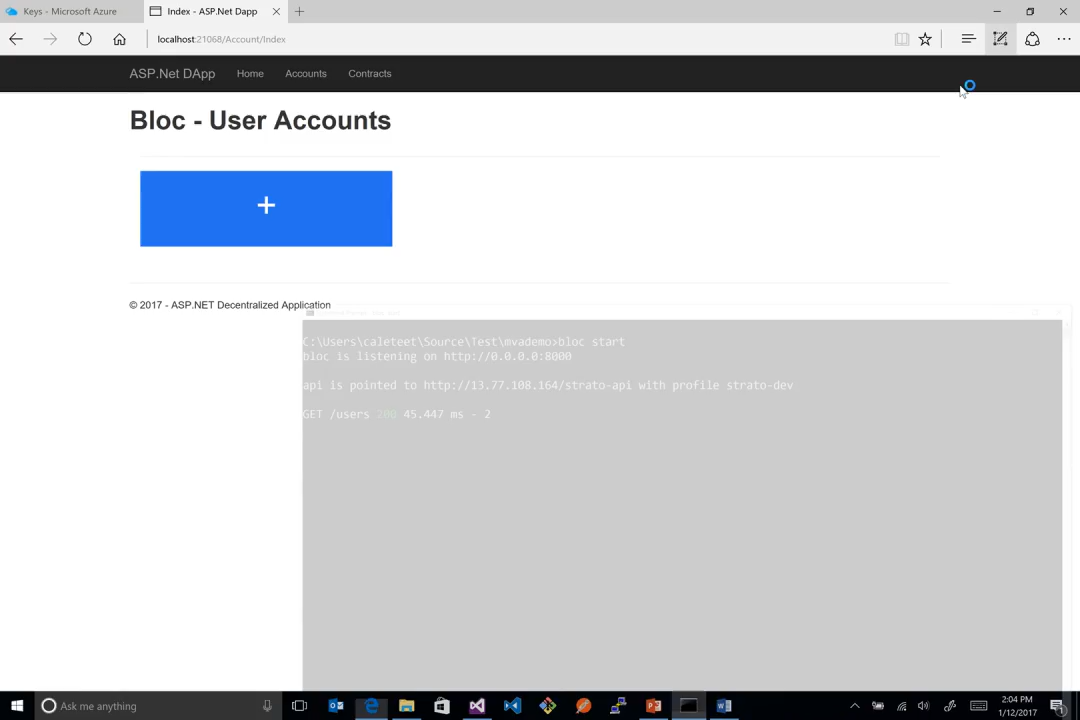 Keys - Microsoft Azure
Index - ASP.Net Dapp
localhost:21068/Account/Index
ASP.Net DApp
Home
Accounts
Contracts
Bloc - User Accounts
+
© 2017 - ASP.NET Decentralized Application
C:\Users\caleteet\Source\Test\mvademo>bloc start
bloc is listening on http://0.0.0.0:8000
api is pointed to http://13.77.108.164/strato-api with profile strato-dev
GET /users 200 45.447 ms - 2
Ask me anything
2:04 PM
1/12/2017
1